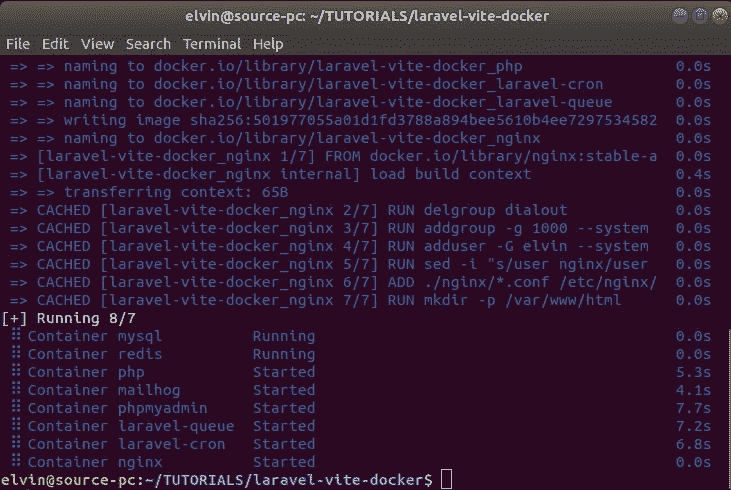 elvin@source-pc: ~/TUTORIALS/laravel-vite-docker
File Edit View Search Terminal Help
=> => naming to docker.io/library/laravel-vite-docker_php 0.0s
=> => naming to docker.io/library/laravel-vite-docker_laravel-cron 0.0s
=> => naming to docker.io/library/laravel-vite-docker_laravel-queue 0.0s
=> => writing image sha256:501977055a01d1fd3788a894bee5610b4ee7297534582 0.0s
=> => naming to docker.io/library/laravel-vite-docker_nginx 0.0s
=> [laravel-vite-docker_nginx 1/7] FROM docker.io/library/nginx:stable-a 0.0s
=> [laravel-vite-docker_nginx internal] load build context 0.4s
=> => transferring context: 65B 0.0s
=> CACHED [laravel-vite-docker_nginx 2/7] RUN delgroup dialout 0.0s
=> CACHED [laravel-vite-docker_nginx 3/7] RUN addgroup -g 1000 --system 0.0s
=> CACHED [laravel-vite-docker_nginx 4/7] RUN adduser -G elvin --system 0.0s
=> CACHED [laravel-vite-docker_nginx 5/7] RUN sed -i "s/user nginx/user 0.0s
=> CACHED [laravel-vite-docker_nginx 6/7] ADD ./nginx/*.conf /etc/nginx/ 0.0s
=> CACHED [laravel-vite-docker_nginx 7/7] RUN mkdir -p /var/www/html 0.0s
[+] Running 8/7
⠿ Container mysql Running 0.0s
⠿ Container redis Running 0.0s
⠿ Container php Started 5.3s
⠿ Container mailhog Started 4.1s
⠿ Container phpmyadmin Started 7.7s
⠿ Container laravel-queue Started 7.2s
⠿ Container laravel-cron Started 6.8s
⠿ Container nginx Started 0.0s
elvin@source-pc:~/TUTORIALS/laravel-vite-docker$